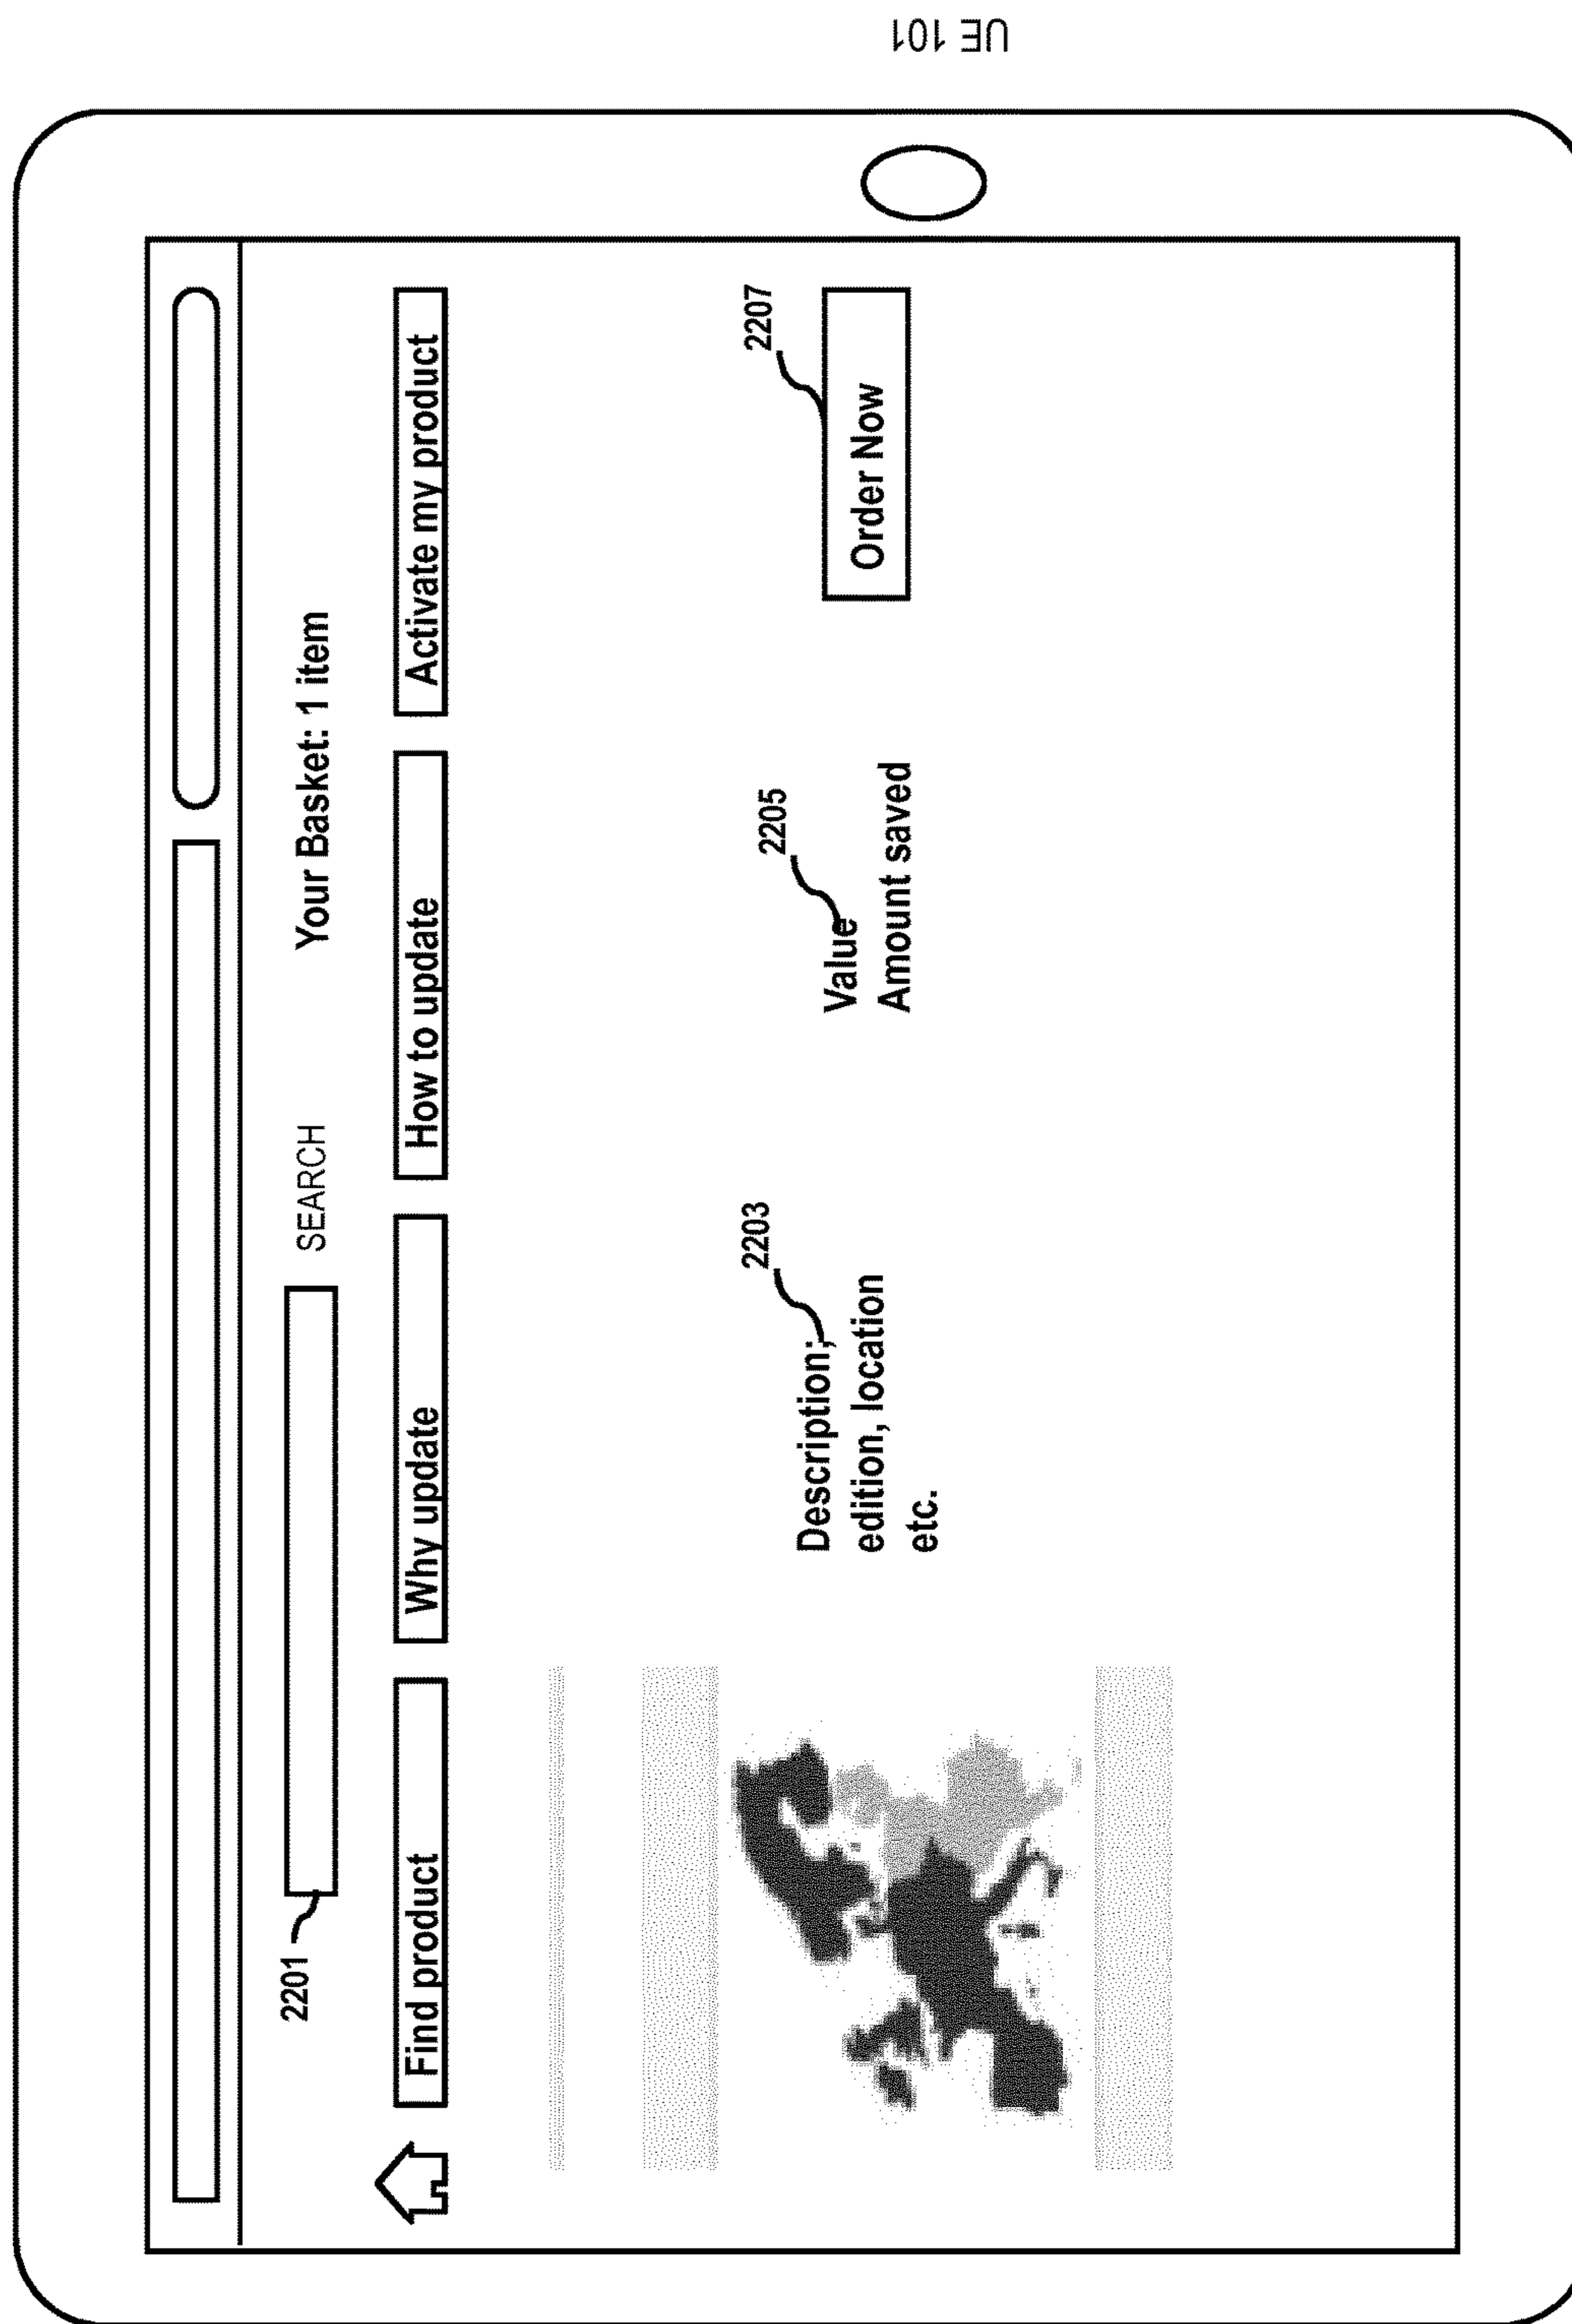 2201
SEARCH
Your Basket: 1 item
Find product
Why update
How to update
Activate my product
2203
Description;
edition, location
etc.
2205
Value
Amount saved
2207
Order Now
UE 101